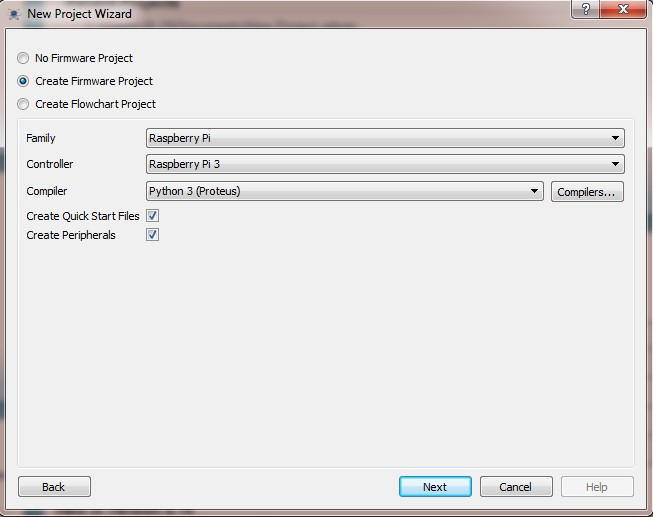 New Project Wizard
?
X
No Firmware Project
Create Firmware Project
Create Flowchart Project
Family Raspberry Pi
Controller Raspberry Pi 3
Compiler Python 3 (Proteus) Compilers...
Create Quick Start Files
Create Peripherals
Back Next Cancel Help